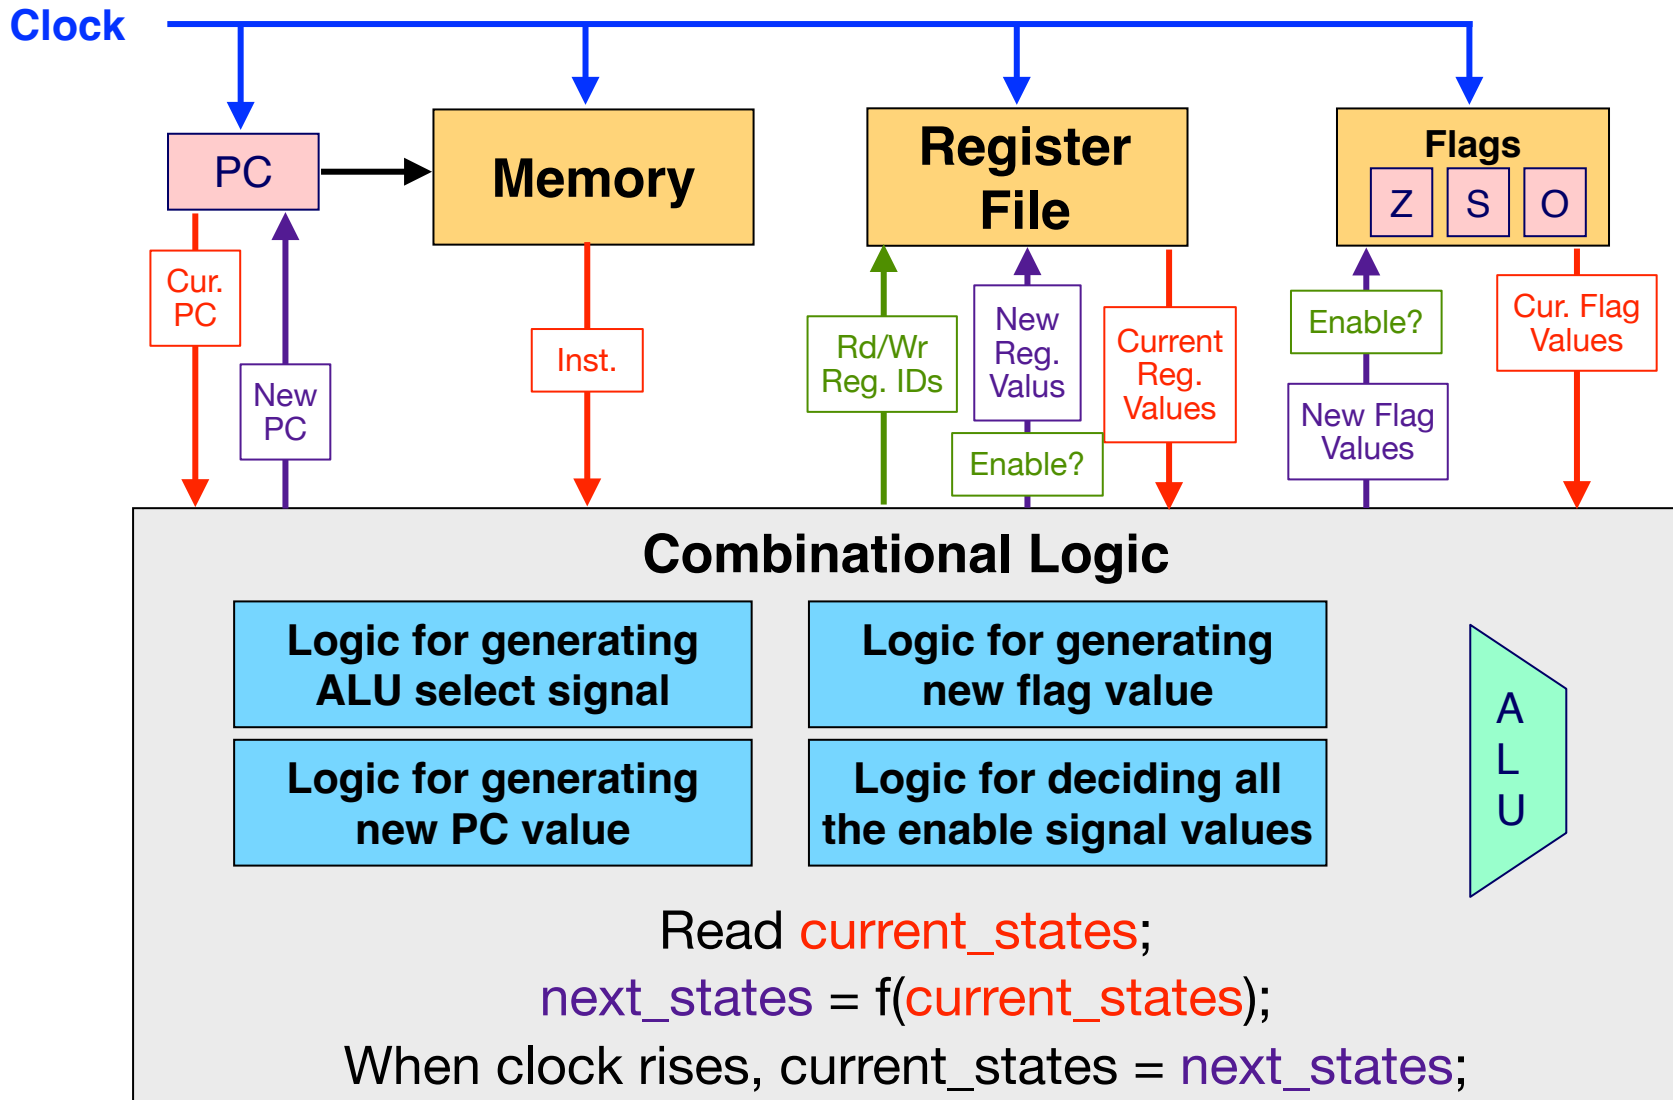 Clock
PC
Memory
Register
File
Flags
Z S O
Cur.
PC
New
PC
Inst.
Rd/Wr
Reg. IDs
New
Reg.
Valus
Enable?
Current
Reg.
Values
Enable?
New Flag
Values
Cur. Flag
Values
Combinational Logic
Logic for generating
ALU select signal
Logic for generating
new flag value
Logic for generating
new PC value
Logic for deciding all
the enable signal values
A
L
U
Read current_states;
next_states = f(current_states);
When clock rises, current_states = next_states;